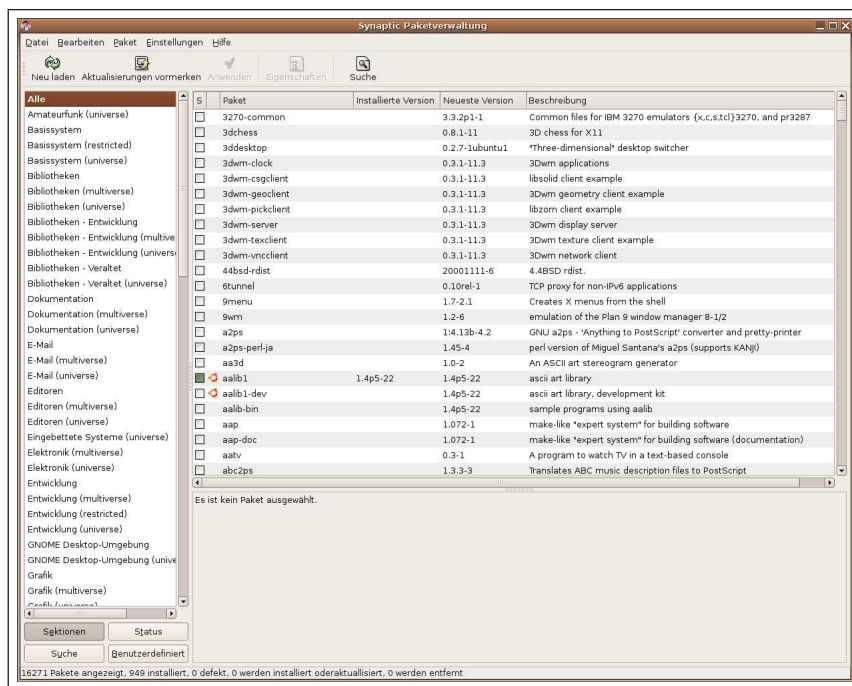 Synaptic Paketverwaltung
Datei Bearbeiten Paket Einstellungen Hilfe
Neu laden Aktualisierungen vormerken Anwenden Eigenschaften Suche
Alle
Amateurfunk (universe)
Basissystem
Basissystem (restricted)
Basissystem (universe)
Bibliotheken
Bibliotheken (multiverse)
Bibliotheken (universe)
Bibliotheken - Entwicklung
Bibliotheken - Entwicklung (multive
Bibliotheken - Entwicklung (univers
Bibliotheken - Veraltet
Bibliotheken - Veraltet (universe)
Dokumentation
Dokumentation (multiverse)
Dokumentation (universe)
E-Mail
E-Mail (multiverse)
E-Mail (universe)
Editoren
Editoren (multiverse)
Editoren (universe)
Eingebettete Systeme (universe)
Elektronik (multiverse)
Elektronik (universe)
Entwicklung
Entwicklung (multiverse)
Entwicklung (restricted)
Entwicklung (universe)
GNOME Desktop-Umgebung
GNOME Desktop-Umgebung (unive
Grafik
Grafik (multiverse)
Grafik (universe)
Sektionen Status
Suche Benutzerdefiniert
S Paket Installierte Version Neueste Version Beschreibung
3270-common 3.3.2p1-1 Common files for IBM 3270 emulators {x,c,s,tcl}3270, and pr3287
3dchess 0.8.1-11 3D chess for X11
3ddesktop 0.2.7-1ubuntu1 "Three-dimensional" desktop switcher
3dwm-clock 0.3.1-11.3 3Dwm applications
3dwm-csgclient 0.3.1-11.3 libsolid client example
3dwm-geoclient 0.3.1-11.3 3Dwm geometry client example
3dwm-pickclient 0.3.1-11.3 libzorn client example
3dwm-server 0.3.1-11.3 3Dwm display server
3dwm-texclient 0.3.1-11.3 3Dwm texture client example
3dwm-vncclient 0.3.1-11.3 3Dwm network client
44bsd-rdist 20001111-6 4.4BSD rdist.
6tunnel 0.10rel-1 TCP proxy for non-IPv6 applications
9menu 1.7-2.1 Creates X menus from the shell
9wm 1.2-6 emulation of the Plan 9 window manager 8-1/2
a2ps 1:4.13b-4.2 GNU a2ps - 'Anything to PostScript' converter and pretty-printer
a2ps-perl-ja 1.45-4 perl version of Miguel Santana's a2ps (supports KANJI)
aa3d 1.0-2 An ASCII art stereogram generator
aalib1 1.4p5-22 1.4p5-22 ascii art library
aalib1-dev 1.4p5-22 ascii art library, development kit
aalib-bin 1.4p5-22 sample programs using aalib
aap 1.072-1 make-like "expert system" for building software
aap-doc 1.072-1 make-like "expert system" for building software (documentation)
aatv 0.3-1 A program to watch TV in a text-based console
abc2ps 1.3.3-3 Translates ABC music description files to PostScript
Es ist kein Paket ausgewählt.
16271 Pakete angezeigt, 949 installiert, 0 defekt, 0 werden installiert oderaktuallisiert, 0 werden entfernt